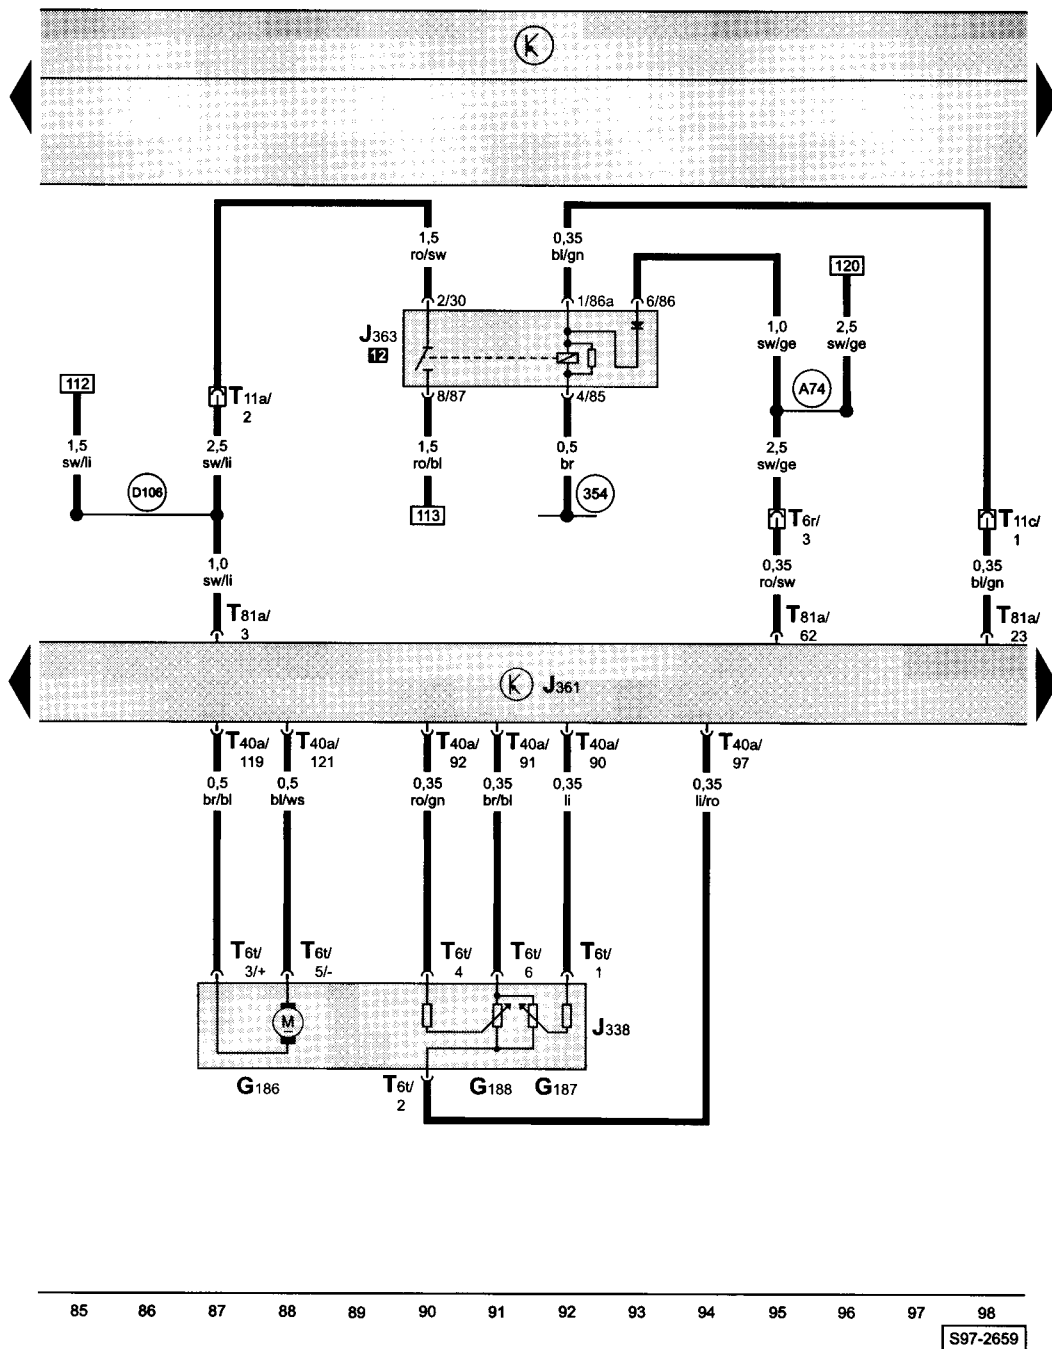 K
1,5
ro/sw
0,35
bl/gn
120
2/30
1/86a
6/86
J363
12
1,0
sw/ge
2,5
sw/ge
112
T11a/
2
8/87
4/85
A74
1,5
sw/li
2,5
sw/li
1,5
ro/bl
0,5
br
2,5
sw/ge
D106
113
354
T6r/
3
T11c/
1
1,0
sw/li
0,35
ro/sw
0,35
bl/gn
T81a/
3
T81a/
62
T81a/
23
K J361
T40a/
119
T40a/
121
T40a/
92
T40a/
91
T40a/
90
T40a/
97
0,5
br/bl
0,5
bl/ws
0,35
ro/gn
0,35
br/bl
0,35
li
0,35
li/ro
T6t/
3/+
T6t/
5/-
T6t/
4
T6t/
6
T6t/
1
M
J338
G186
T6t/
2
G188
G187
85 86 87 88 89 90 91 92 93 94 95 96 97 98
S97-2659